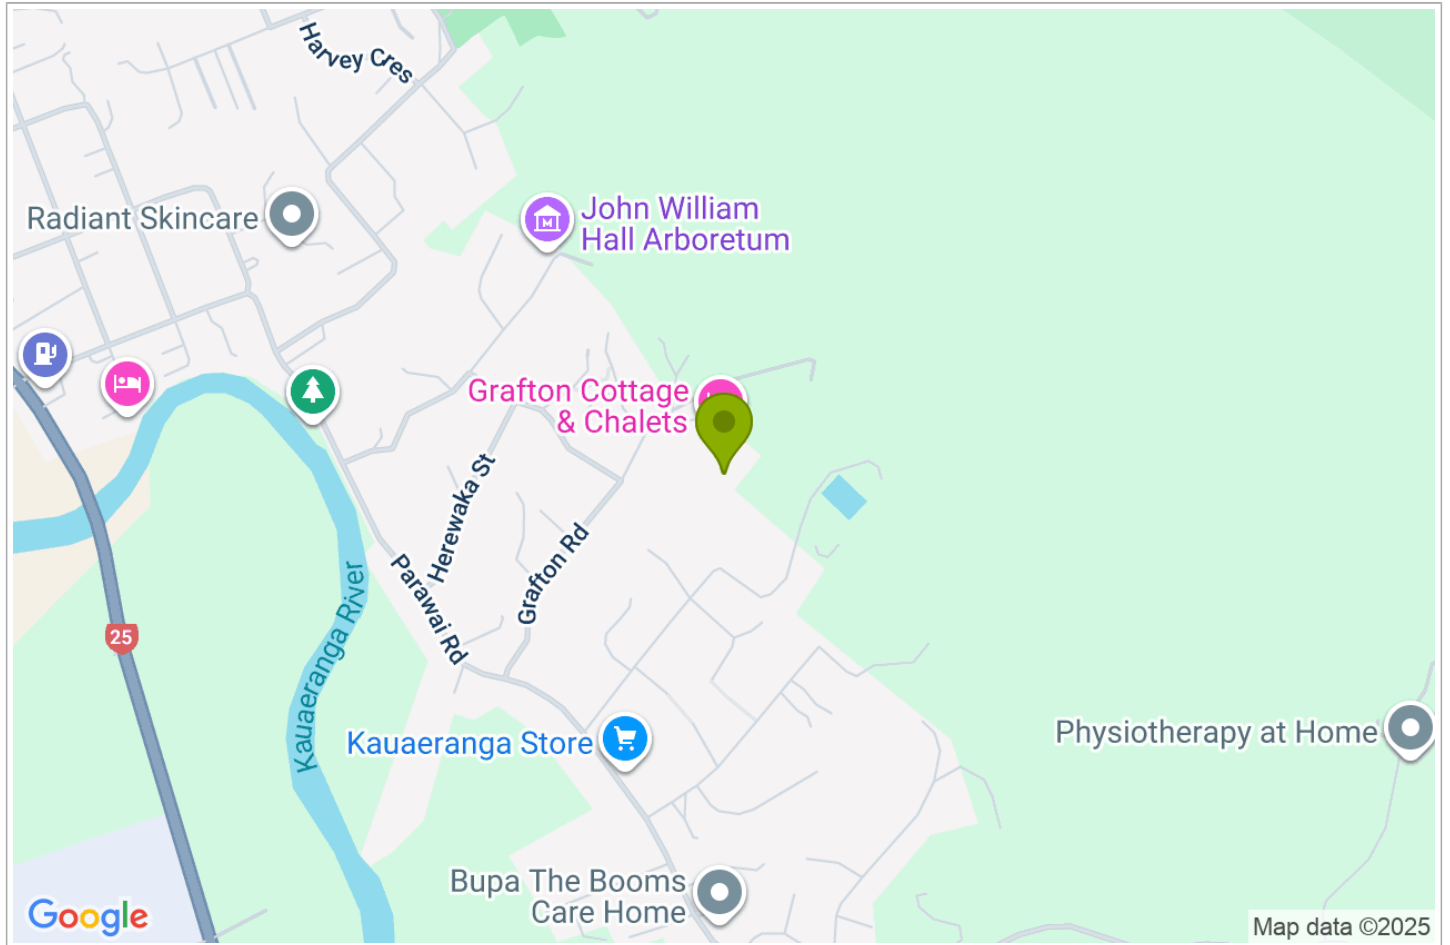 Harvey Cres
Radiant Skincare
John William
Hall Arboretum
Grafton Cottage
& Chalets
Herewaka St
Grafton Rd
Parawai Rd
Kauaeranga River
25
Kauaeranga Store
Physiotherapy at Home
Bupa The Booms
Care Home
Google
Map data ©2025